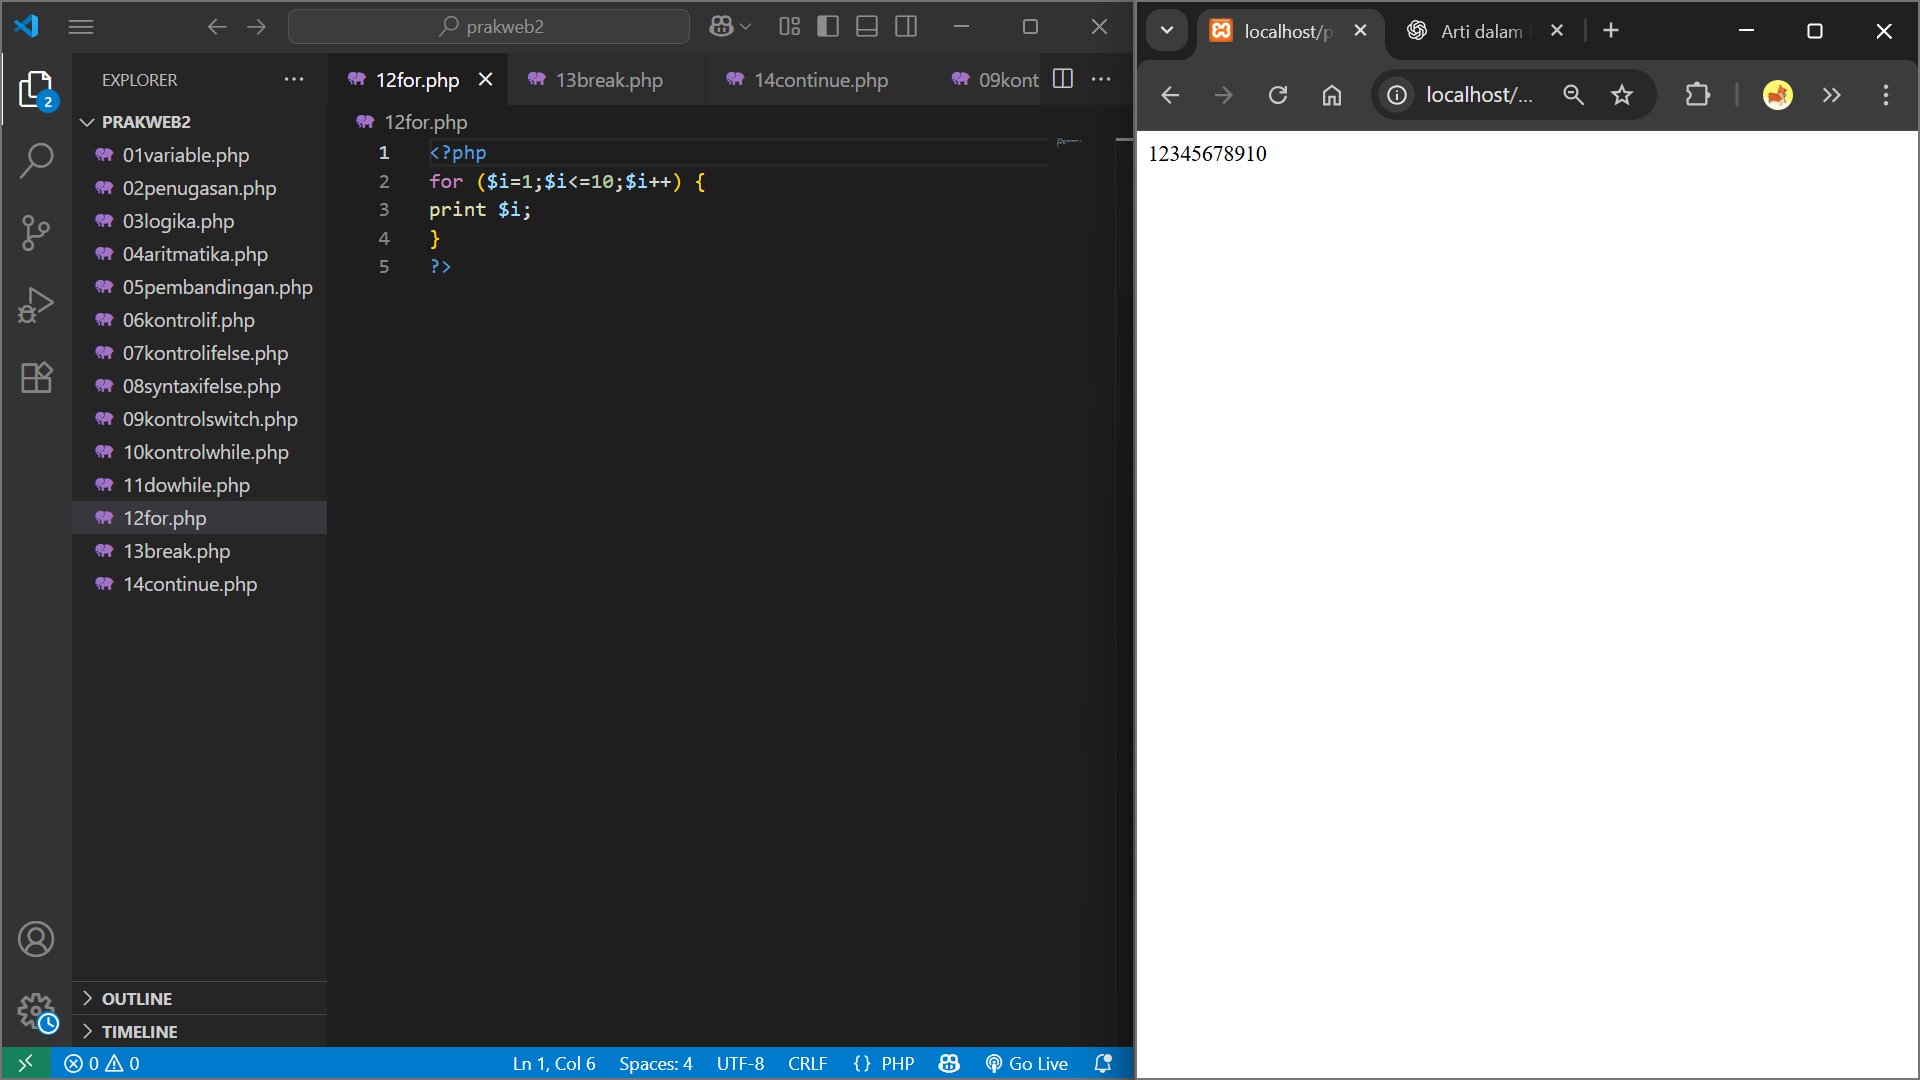 prakweb2
EXPLORER
PRAKWEB2
01variable.php
02penugasan.php
03logika.php
04aritmatika.php
05pembandingan.php
06kontrolif.php
07kontrolifelse.php
08syntaxifelse.php
09kontrolswitch.php
10kontrolwhile.php
11dowhile.php
12for.php
13break.php
14continue.php
OUTLINE
TIMELINE
2
12for.php 13break.php 14continue.php 09kont
12for.php
1 <?php
2 for ($i=1;$i<=10;$i++) {
3 print $i;
4 }
5 ?>
0 0 Ln 1, Col 6 Spaces: 4 UTF-8 CRLF {} PHP Go Live
localhost/p Arti dalam
localhost/...
12345678910